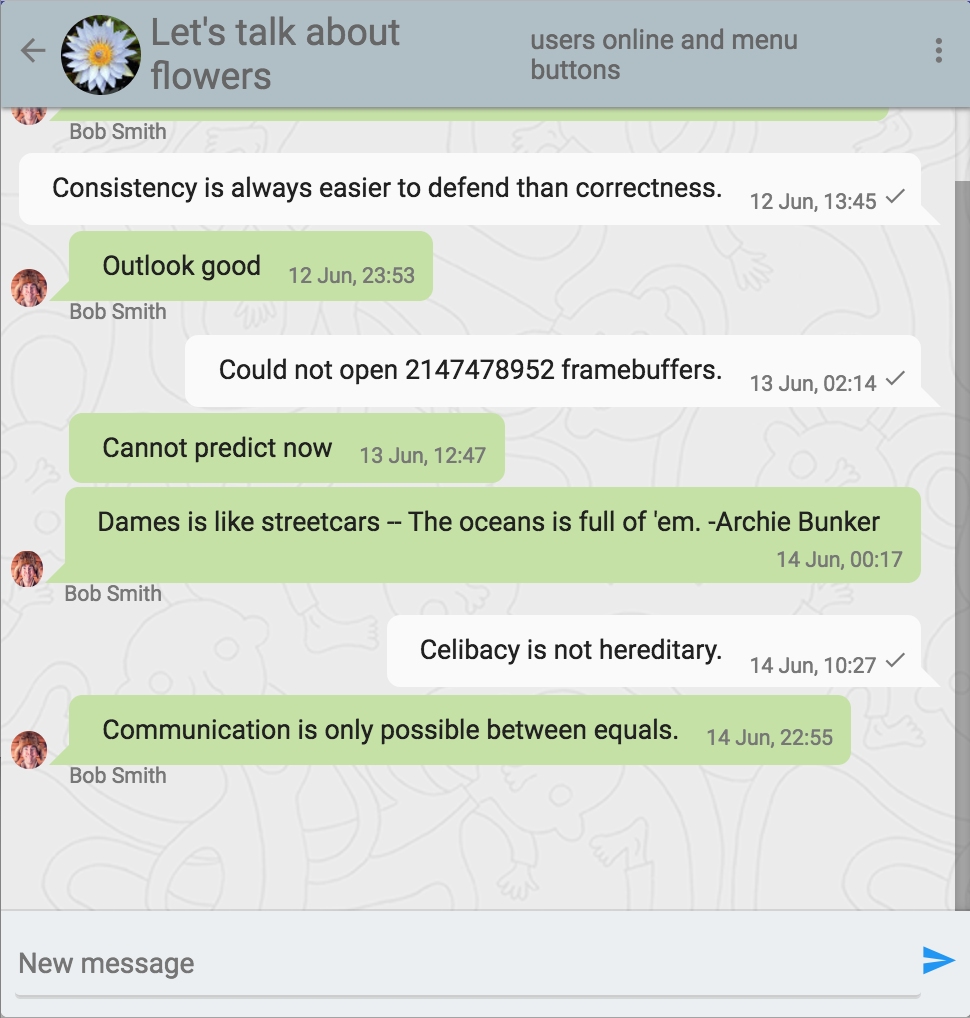 Let's talk about
flowers
users online and menu
buttons
Bob Smith
Consistency is always easier to defend than correctness. 12 Jun, 13:45
Outlook good 12 Jun, 23:53
Bob Smith
Could not open 2147478952 framebuffers. 13 Jun, 02:14
Cannot predict now 13 Jun, 12:47
Dames is like streetcars -- The oceans is full of 'em. -Archie Bunker
14 Jun, 00:17
Bob Smith
Celibacy is not hereditary. 14 Jun, 10:27
Communication is only possible between equals. 14 Jun, 22:55
Bob Smith
New message